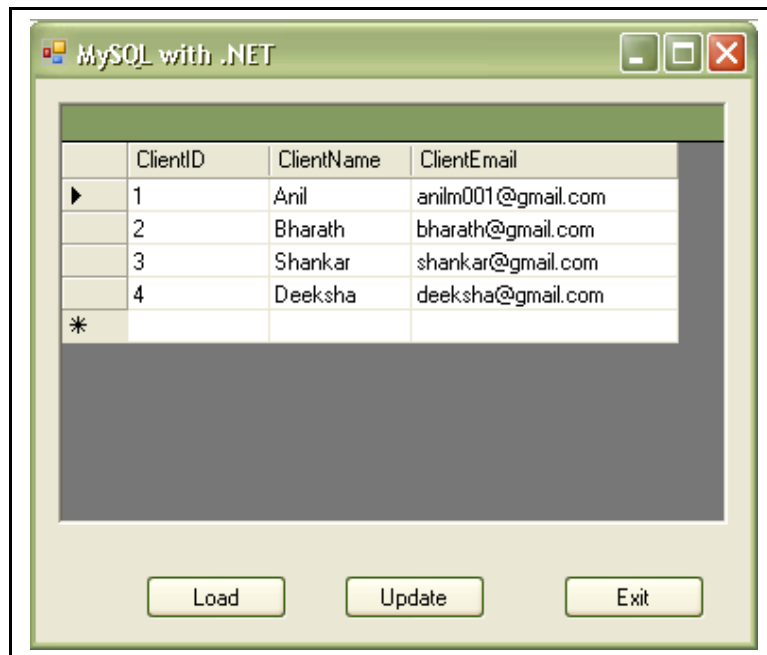 MySQL with .NET
ClientID ClientName ClientEmail
1 Anil anilm001@gmail.com
2 Bharath bharath@gmail.com
3 Shankar shankar@gmail.com
4 Deeksha deeksha@gmail.com
Load Update Exit